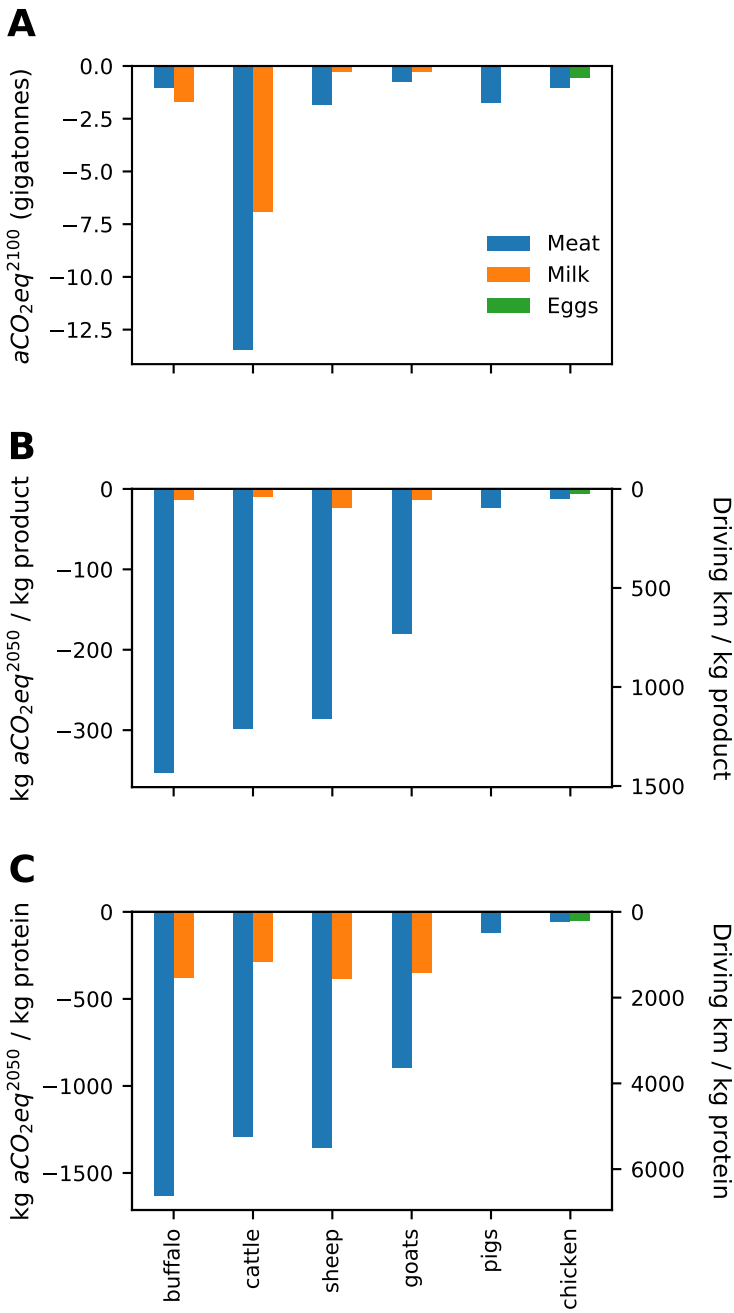 A
aCO₂eq²¹⁰⁰ (gigatonnes)
0.0
−2.5
−5.0
−7.5
−10.0
−12.5
Meat
Milk
Eggs
B
kg aCO₂eq²⁰⁵⁰ / kg product
0
−100
−200
−300
0
500
1000
1500
Driving km / kg product
C
kg aCO₂eq²⁰⁵⁰ / kg protein
0
−500
−1000
−1500
0
2000
4000
6000
Driving km / kg protein
buffalo
cattle
sheep
goats
pigs
chicken